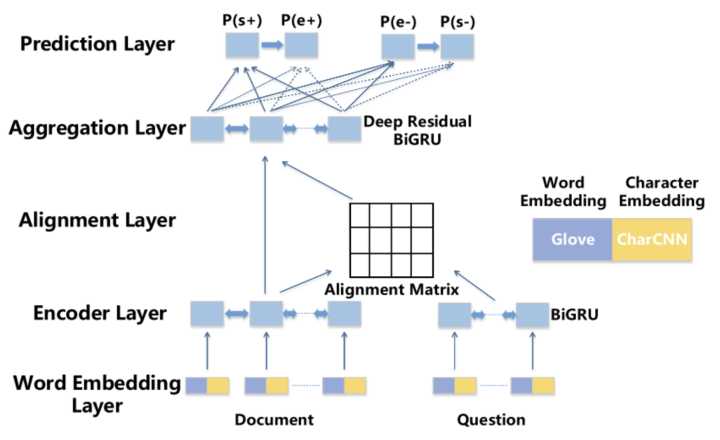 P(s+) P(e+) P(e-) P(s-)
Prediction Layer
Aggregation Layer
Deep Residual
BiGRU
Word
Embedding
Character
Embedding
Alignment Layer
Glove CharCNN
Alignment Matrix
Encoder Layer
BiGRU
Word Embedding
Layer
Document Question